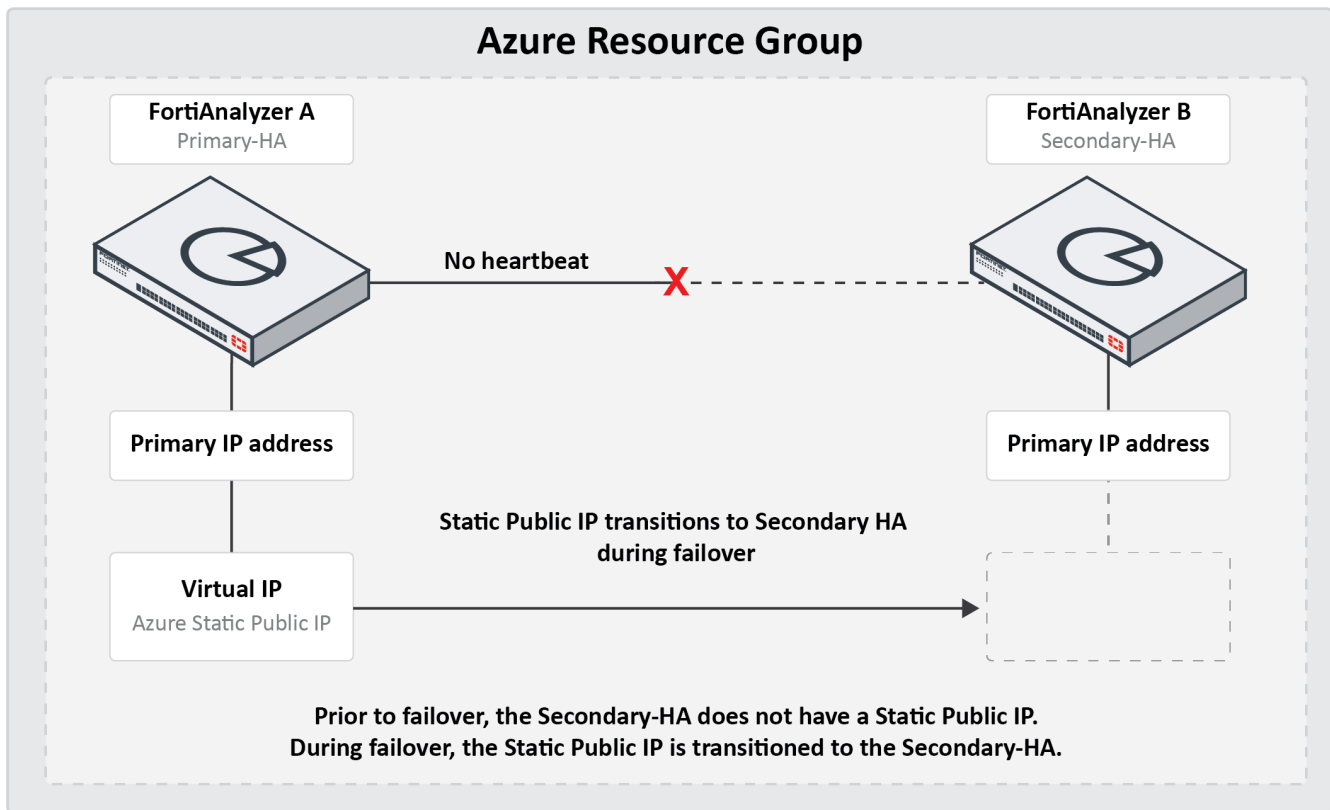 Azure Resource Group
FortiAnalyzer A
Primary-HA
FortiAnalyzer B
Secondary-HA
No heartbeat
X
Primary IP address
Primary IP address
Static Public IP transitions to Secondary HA
during failover
Virtual IP
Azure Static Public IP
Prior to failover, the Secondary-HA does not have a Static Public IP.
During failover, the Static Public IP is transitioned to the Secondary-HA.